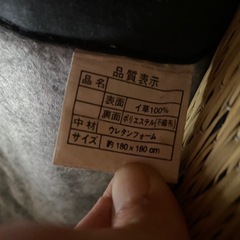 品質表示
品名
表面 イ草100%
裏面 ポリエステル(不織布)
中材 ウレタンフォーム
サイズ 約180×180cm